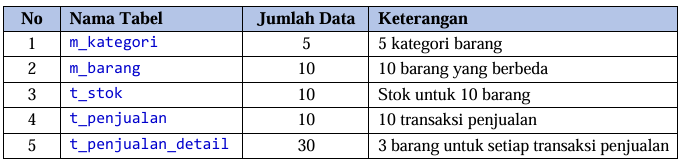 No Nama Tabel Jumlah Data Keterangan
1 m_kategori 5 5 kategori barang
2 m_barang 10 10 barang yang berbeda
3 t_stok 10 Stok untuk 10 barang
4 t_penjualan 10 10 transaksi penjualan
5 t_penjualan_detail 30 3 barang untuk setiap transaksi penjualan